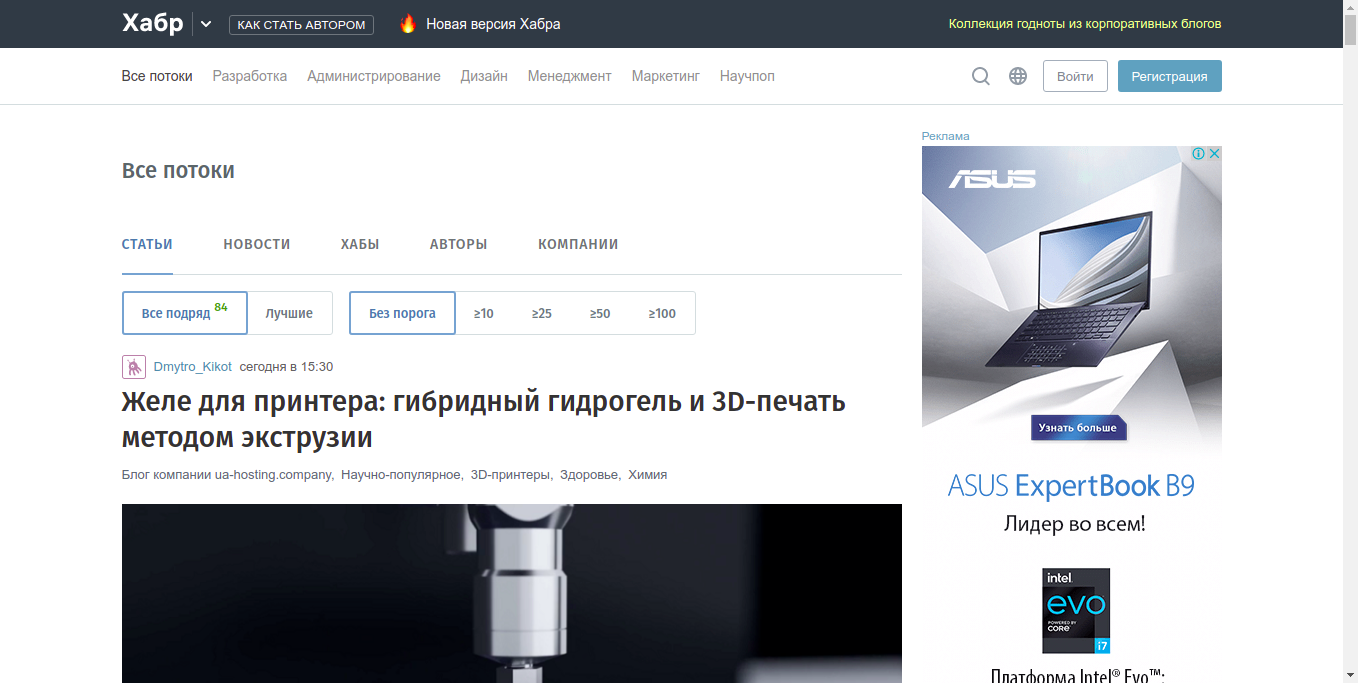 Хабр
КАК СТАТЬ АВТОРОМ
Новая версия Хабра
Коллекция годноты из корпоративных блогов
Все потоки Разработка Администрирование Дизайн Менеджмент Маркетинг Научпоп
Войти
Регистрация
Реклама
Все потоки
СТАТЬИ НОВОСТИ ХАБЫ АВТОРЫ КОМПАНИИ
Все подряд 84 Лучшие Без порога ≥10 ≥25 ≥50 ≥100
Dmytro_Kikot сегодня в 15:30
Желе для принтера: гибридный гидрогель и 3D-печать
методом экструзии
Блог компании ua-hosting.company, Научно-популярное, 3D-принтеры, Здоровье, Химия
ASUS
Узнать больше
ASUS ExpertBook B9
Лидер во всем!
intel
evo
POWERED BY
CORE
i7
Платформа Intel® Evo™: